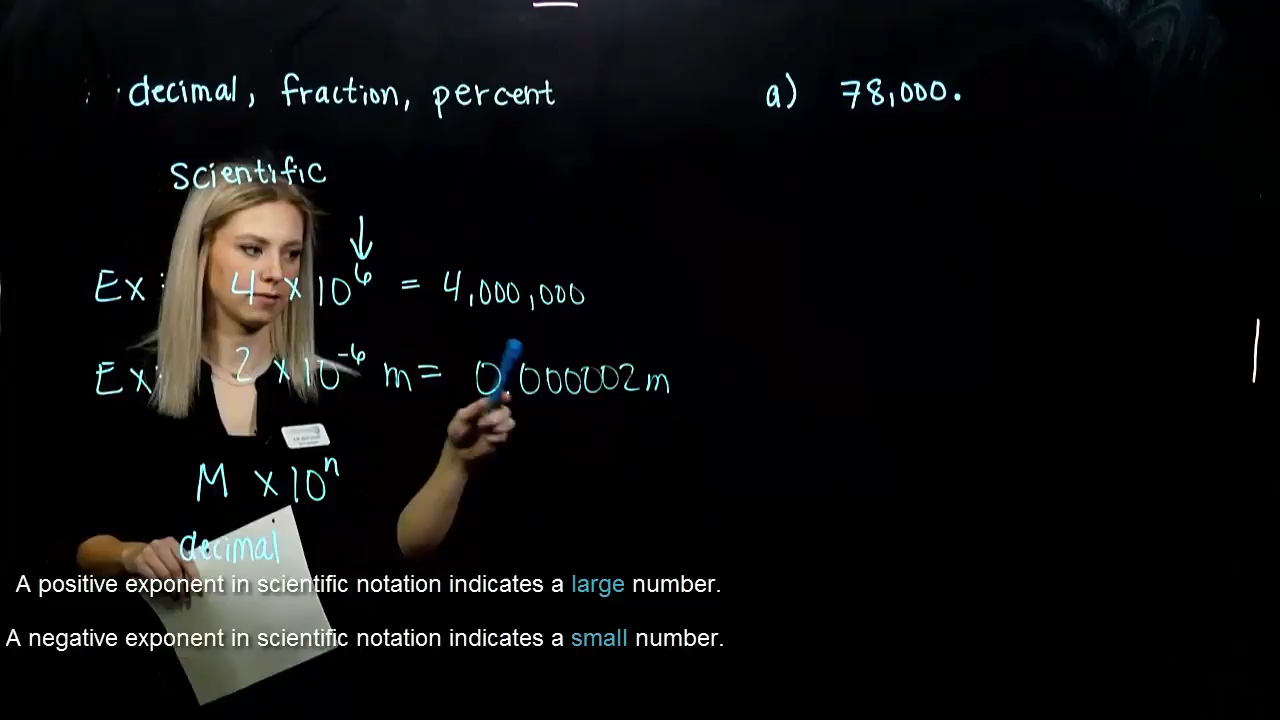 decimal, fraction, percent
a) 78,000.
Scientific
↓
Ex: 4 × 10⁶ = 4,000,000
Ex: 2 × 10⁻⁶ m = 0.000002 m
M × 10ⁿ
decimal
A positive exponent in scientific notation indicates a large number.
A negative exponent in scientific notation indicates a small number.